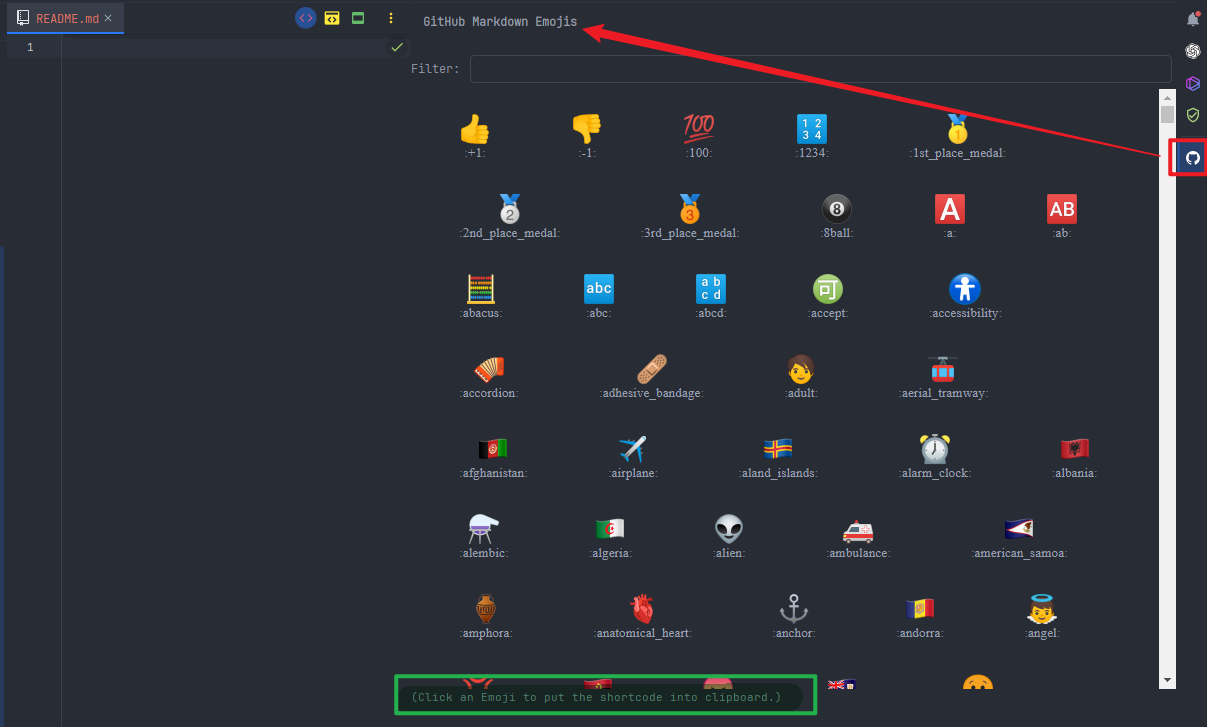 README.md
GitHub Markdown Emojis
1
Filter:
:+1: :-1: :100: :1234: :1st_place_medal:
:2nd_place_medal: :3rd_place_medal: :8ball: :a: :ab:
:abacus: :abc: :abcd: :accept: :accessibility:
:accordion: :adhesive_bandage: :adult: :aerial_tramway:
:afghanistan: :airplane: :aland_islands: :alarm_clock: :albania:
:alembic: :algeria: :alien: :ambulance: :american_samoa:
:amphora: :anatomical_heart: :anchor: :andorra: :angel:
(Click an Emoji to put the shortcode into clipboard.)